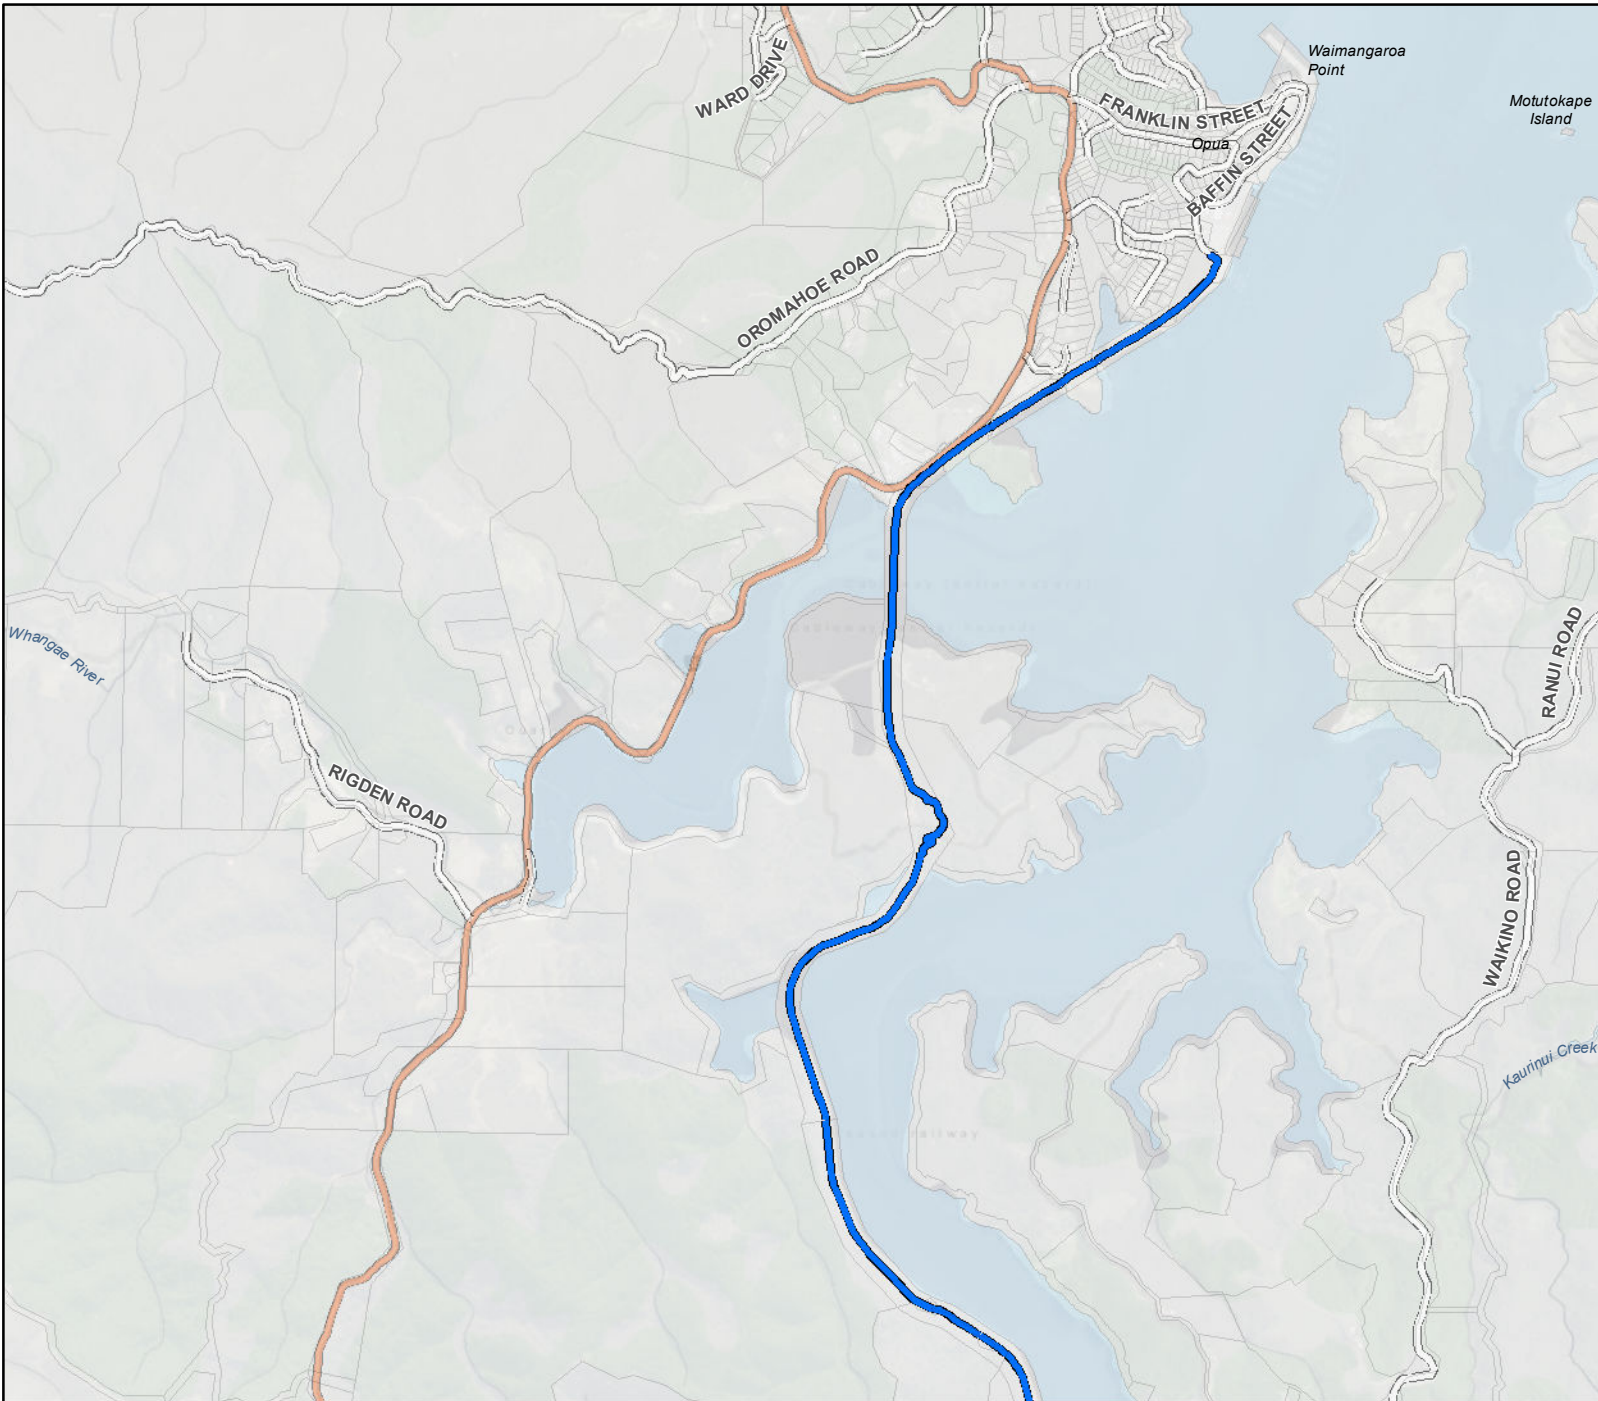 Waimangaroa
Point
WARD DRIVE
FRANKLIN STREET
Motutokape
Island
Opua
BAFFIN STREET
OROMAHOE ROAD
Whangae River
RANUI ROAD
RIGDEN ROAD
WAIKINO ROAD
Kaurinui Creek
railway